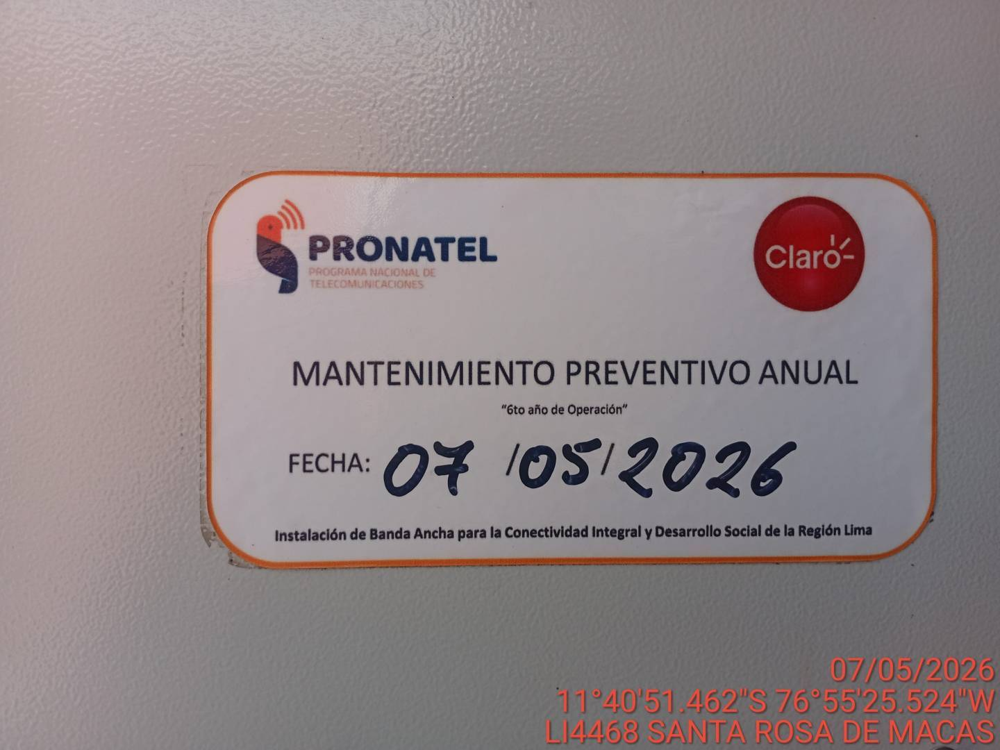 PRONATEL
PROGRAMA NACIONAL DE
TELECOMUNICACIONES
Claro
MANTENIMIENTO PREVENTIVO ANUAL
“6to año de Operación”
FECHA: 07 /05/2026
Instalación de Banda Ancha para la Conectividad Integral y Desarrollo Social de la Región Lima
07/05/2026
11°40'51.462"S 76°55'25.524"W
LI4468 SANTA ROSA DE MACAS